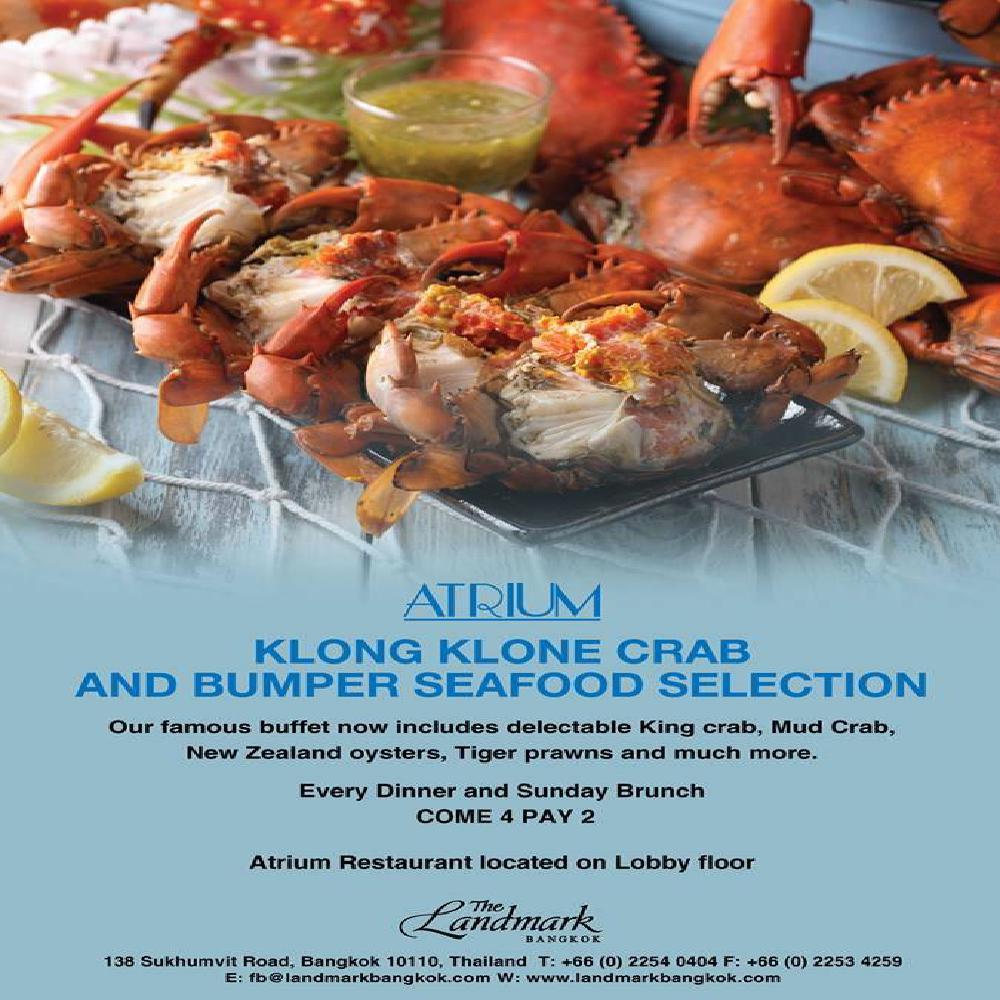 ATRIUM
KLONG KLONE CRAB
AND BUMPER SEAFOOD SELECTION
Our famous buffet now includes delectable King crab, Mud Crab,
New Zealand oysters, Tiger prawns and much more.
Every Dinner and Sunday Brunch
COME 4 PAY 2
Atrium Restaurant located on Lobby floor
The
Landmark
BANGKOK
138 Sukhumvit Road, Bangkok 10110, Thailand T: +66 (0) 2254 0404 F: +66 (0) 2253 4259
E: fb@landmarkbangkok.com W: www.landmarkbangkok.com